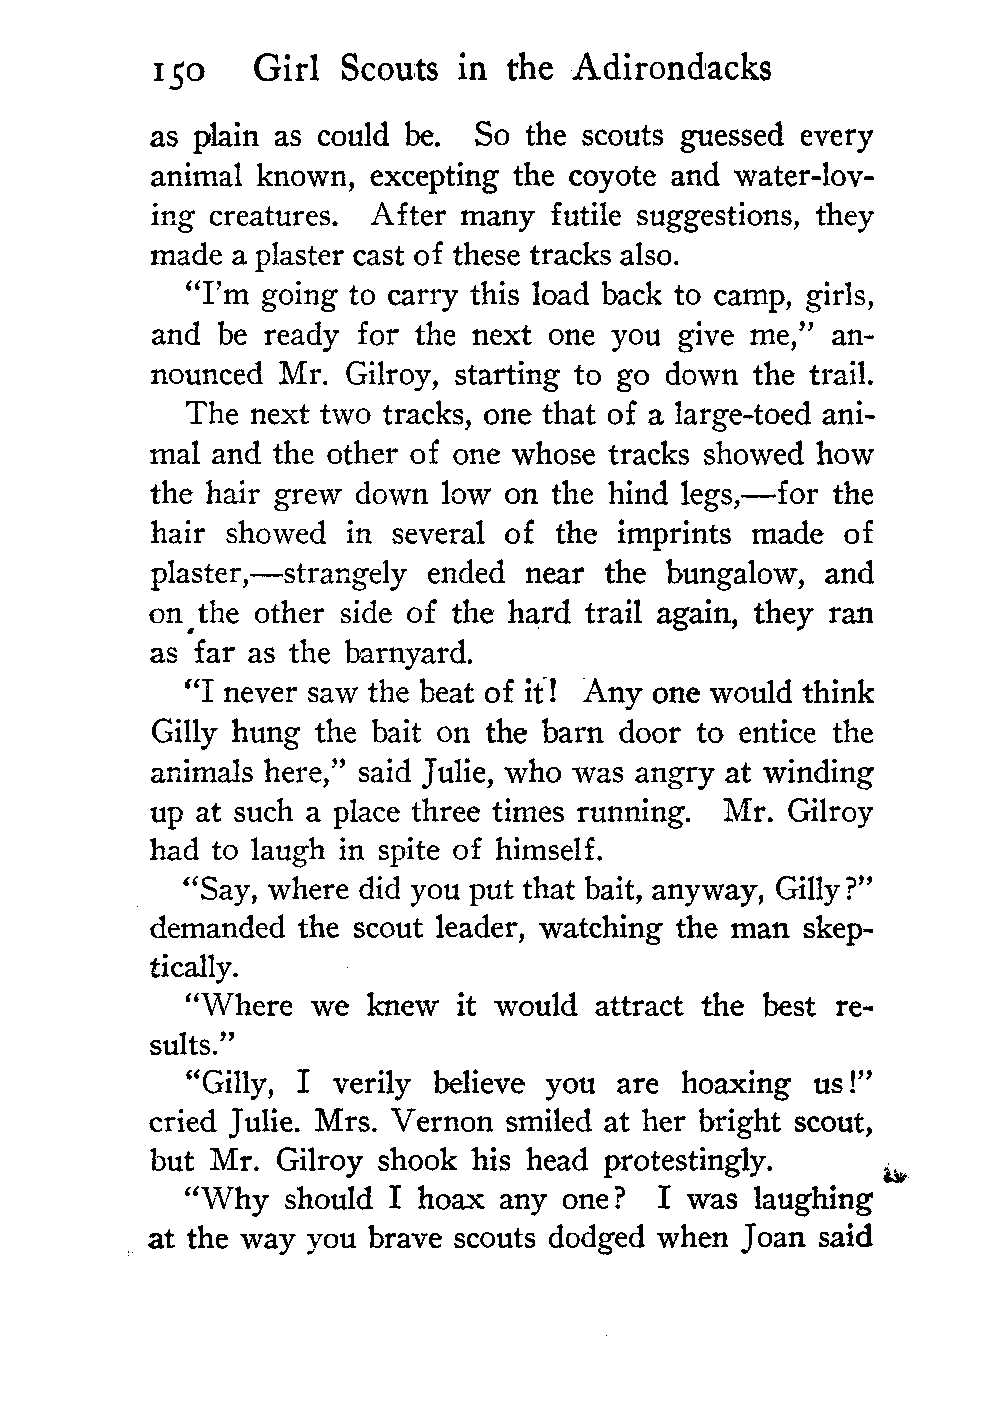 150 Girl Scouts in the Adirondacks
as plain as could be. So the scouts guessed every
animal known, excepting the coyote and water-lov-
ing creatures. After many futile suggestions, they
made a plaster cast of these tracks also.
“I’m going to carry this load back to camp, girls,
and be ready for the next one you give me,” an-
nounced Mr. Gilroy, starting to go down the trail.
The next two tracks, one that of a large-toed ani-
mal and the other of one whose tracks showed how
the hair grew down low on the hind legs,—for the
hair showed in several of the imprints made of
plaster,—strangely ended near the bungalow, and
on the other side of the hard trail again, they ran
as far as the barnyard.
“I never saw the beat of it! Any one would think
Gilly hung the bait on the barn door to entice the
animals here,” said Julie, who was angry at winding
up at such a place three times running. Mr. Gilroy
had to laugh in spite of himself.
“Say, where did you put that bait, anyway, Gilly?”
demanded the scout leader, watching the man skep-
tically.
“Where we knew it would attract the best re-
sults.”
“Gilly, I verily believe you are hoaxing us!”
cried Julie. Mrs. Vernon smiled at her bright scout,
but Mr. Gilroy shook his head protestingly.
“Why should I hoax any one? I was laughing
at the way you brave scouts dodged when Joan said